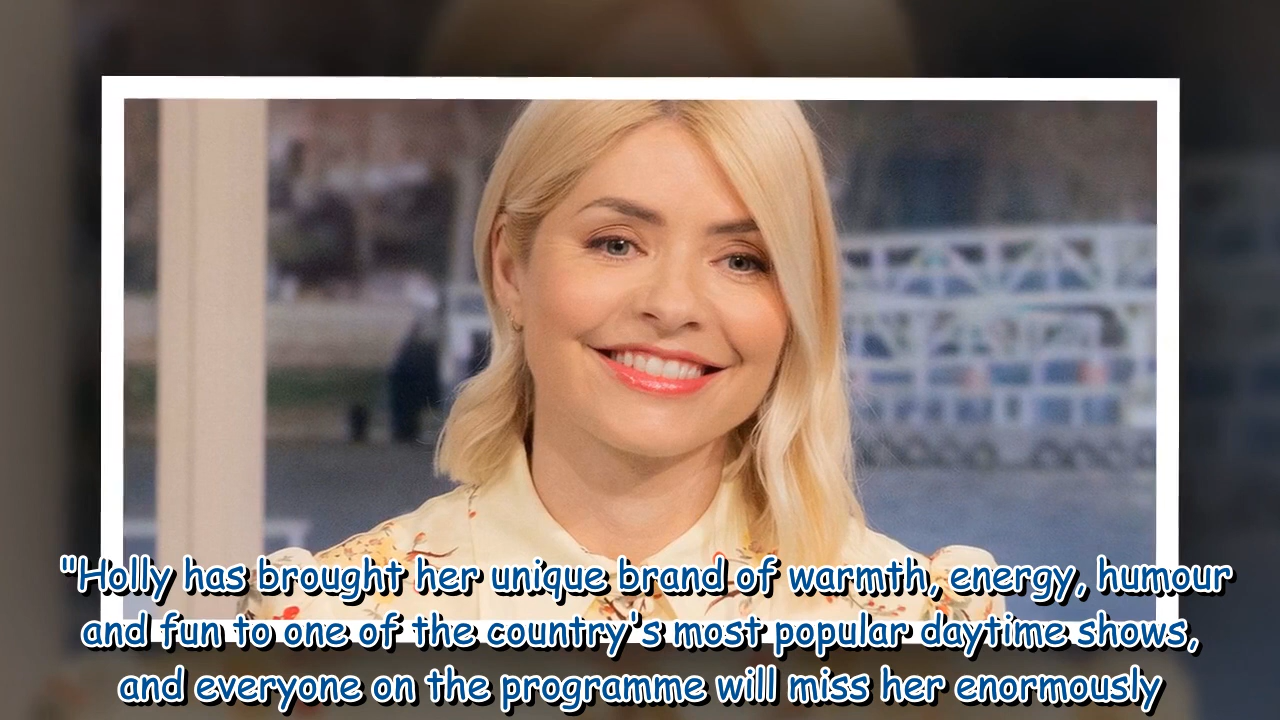 "Holly has brought her unique brand of warmth, energy, humour
and fun to one of the country's most popular daytime shows,
and everyone on the programme will miss her enormously